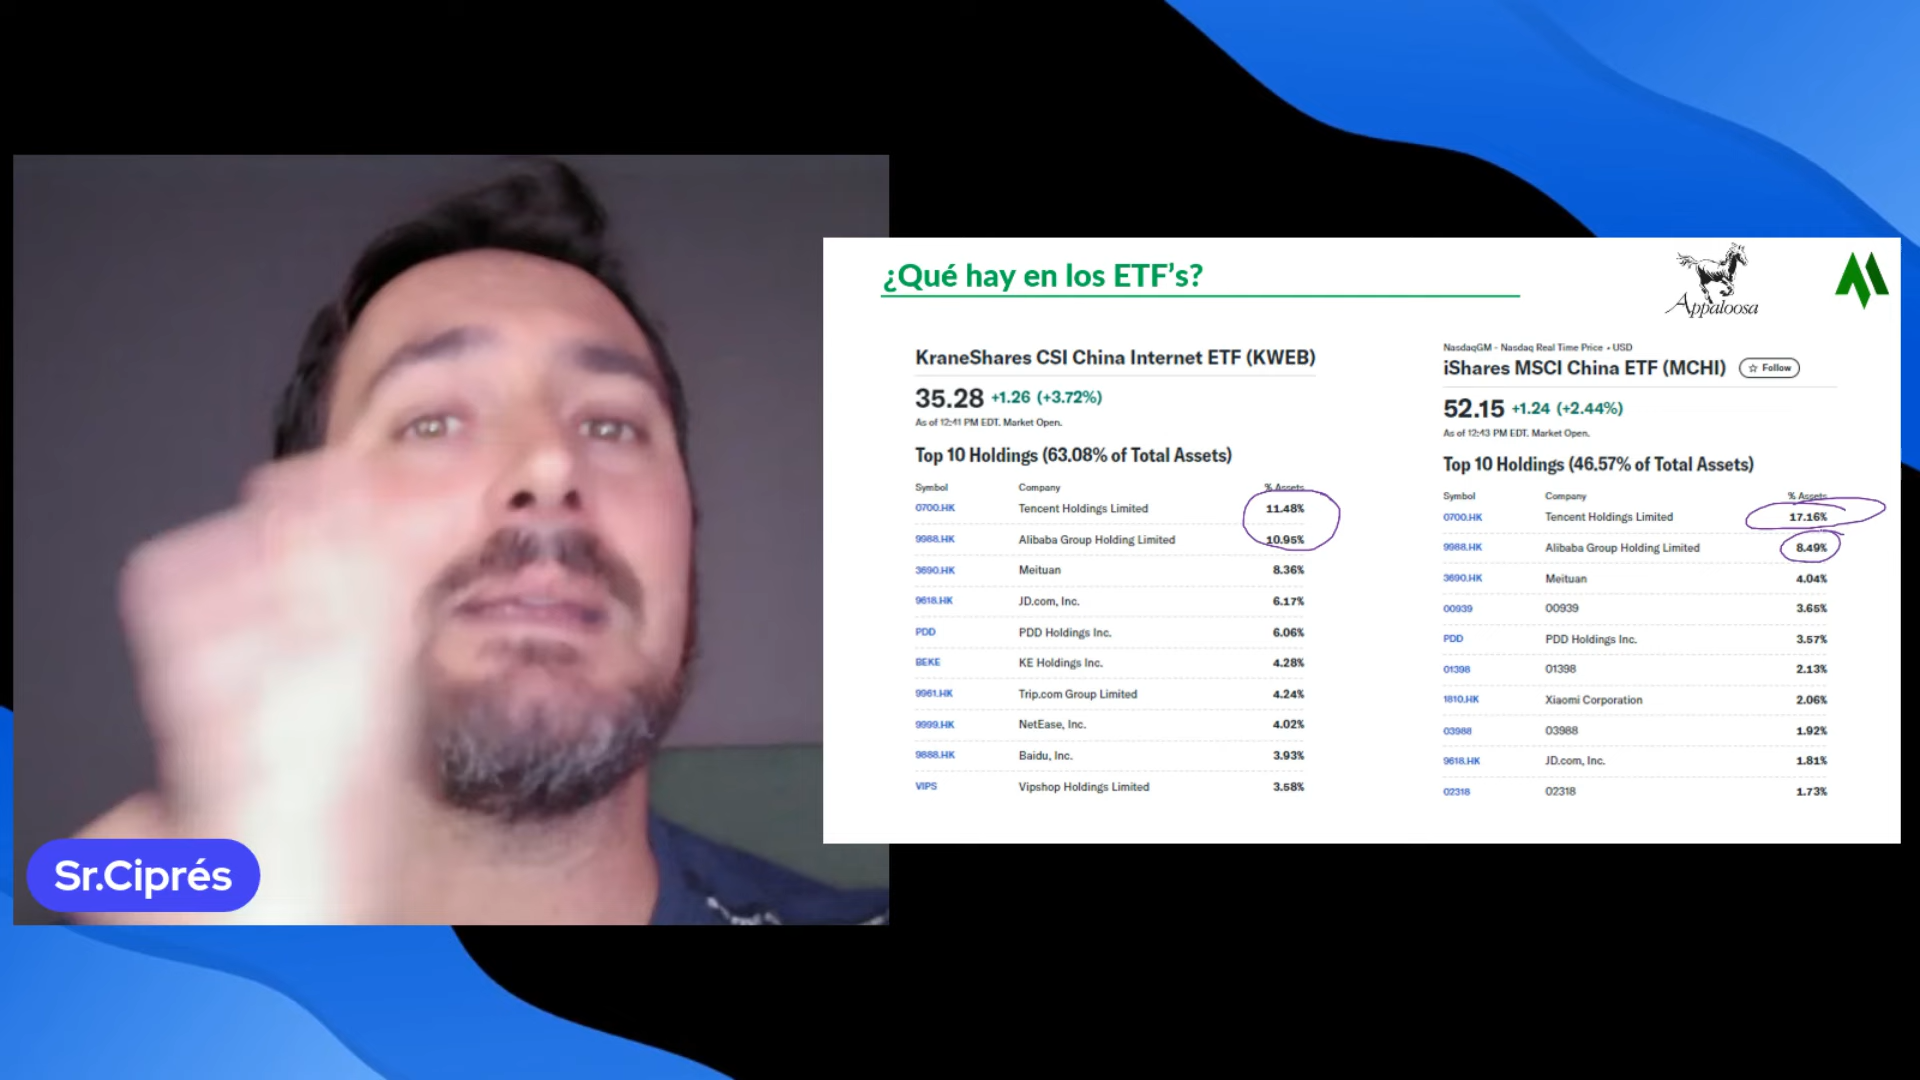 ¿Qué hay en los ETF's?
Appaloosa
KraneShares CSI China Internet ETF (KWEB)
35.28 +1.26 (+3.72%)
As of 12:41 PM EDT. Market Open.
Top 10 Holdings (63.08% of Total Assets)
Symbol Company % Assets
0700.HK Tencent Holdings Limited 11.48%
9988.HK Alibaba Group Holding Limited 10.95%
3690.HK Meituan 8.36%
9618.HK JD.com, Inc. 6.17%
PDD PDD Holdings Inc. 6.06%
BEKE KE Holdings Inc. 4.28%
9961.HK Trip.com Group Limited 4.24%
9999.HK NetEase, Inc. 4.02%
9888.HK Baidu, Inc. 3.93%
VIPS Vipshop Holdings Limited 3.58%
NasdaqGM - Nasdaq Real Time Price • USD
iShares MSCI China ETF (MCHI) ☆ Follow
52.15 +1.24 (+2.44%)
As of 12:43 PM EDT. Market Open.
Top 10 Holdings (46.57% of Total Assets)
Symbol Company % Assets
0700.HK Tencent Holdings Limited 17.16%
9988.HK Alibaba Group Holding Limited 8.49%
3690.HK Meituan 4.04%
00939 00939 3.65%
PDD PDD Holdings Inc. 3.57%
01398 01398 2.13%
1810.HK Xiaomi Corporation 2.06%
03988 03988 1.92%
9618.HK JD.com, Inc. 1.81%
02318 02318 1.73%
Sr.Ciprés